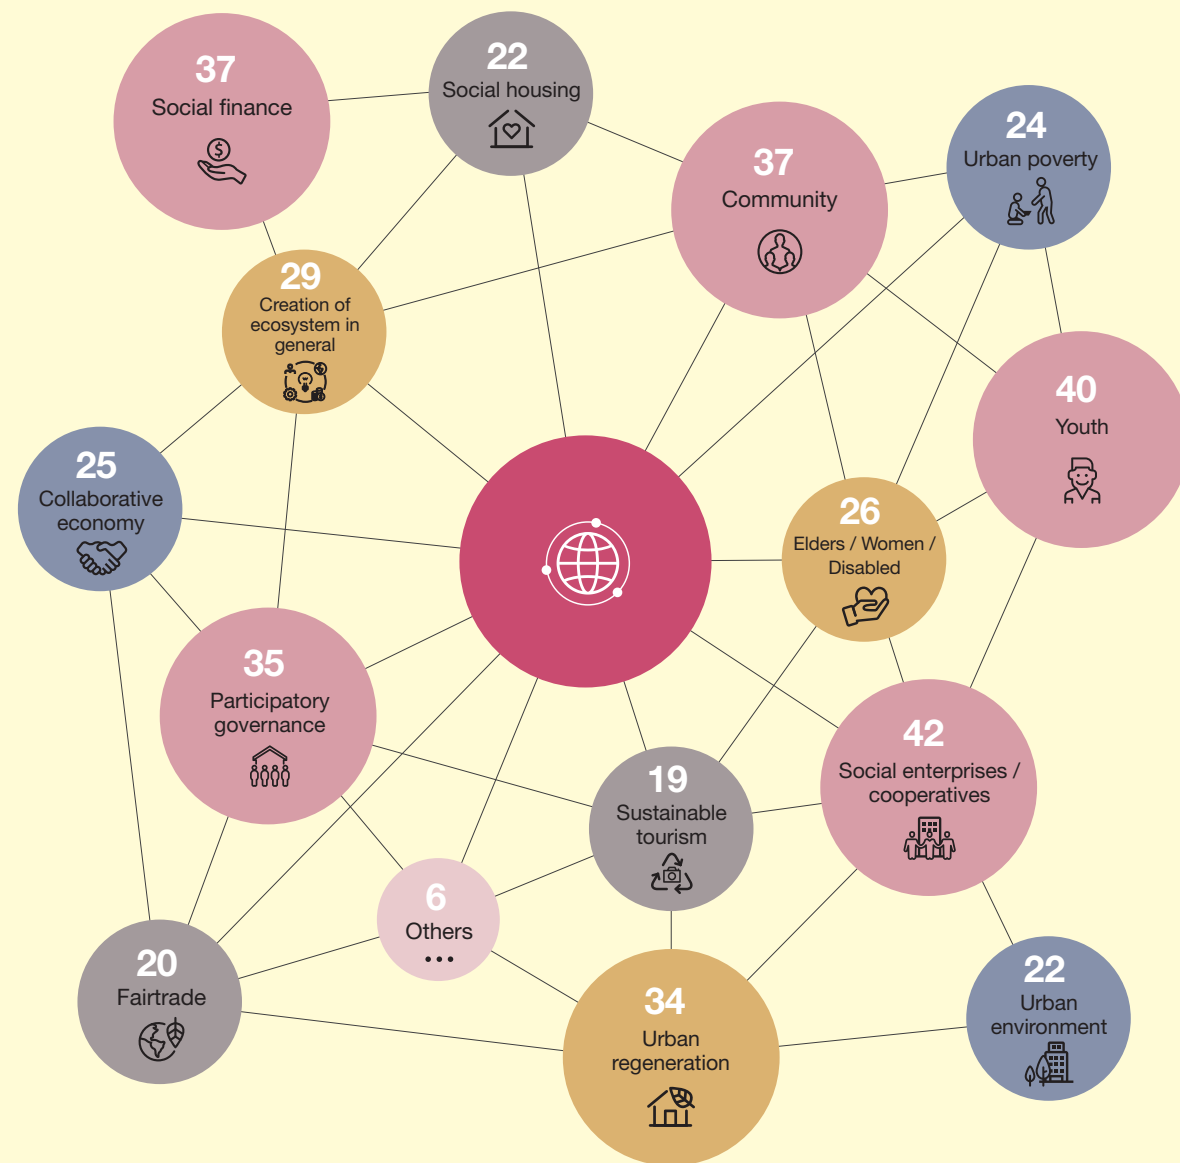 37
Social finance
22
Social housing
37
Community
24
Urban poverty
29
Creation of
ecosystem in
general
40
Youth
25
Collaborative
economy
26
Elders / Women /
Disabled
35
Participatory
governance
42
Social enterprises /
cooperatives
19
Sustainable
tourism
6
Others
...
20
Fairtrade
34
Urban
regeneration
22
Urban
environment